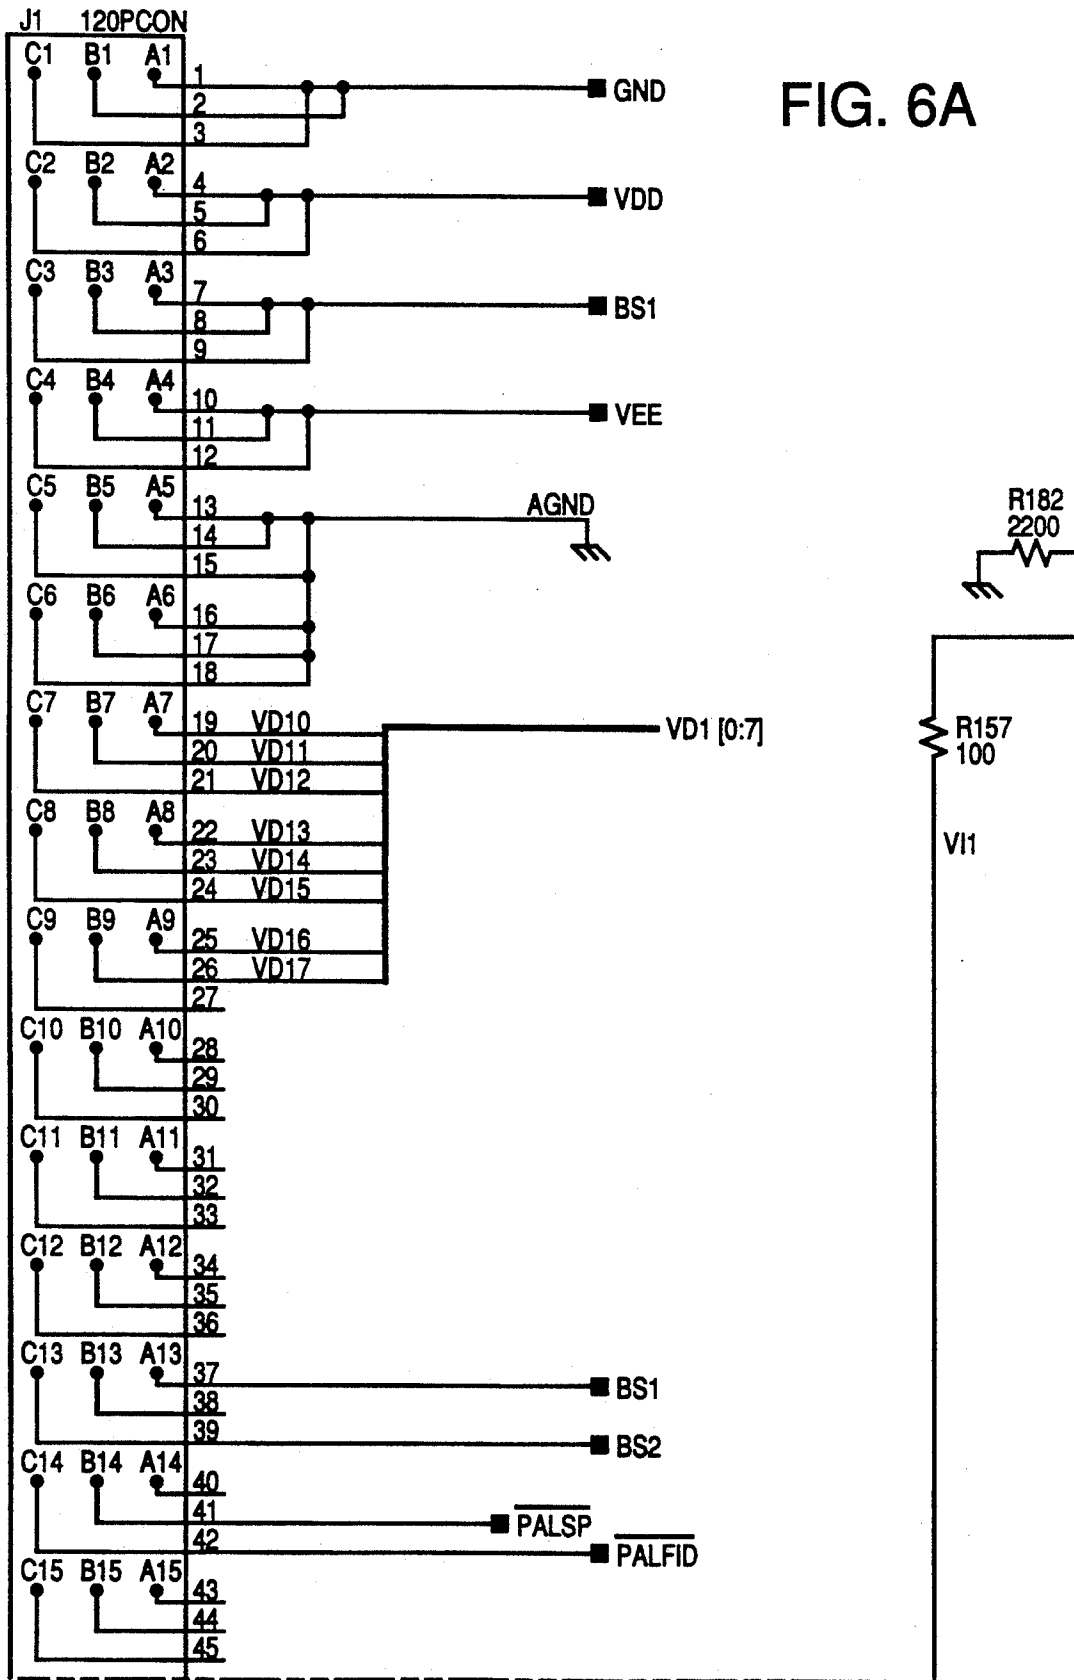 J1 120PCON
FIG. 6A
C1 B1 A1
1
GND
2
3
C2 B2 A2
4
VDD
5
6
C3 B3 A3
7
BS1
8
9
C4 B4 A4
10
VEE
11
12
C5 B5 A5
13
AGND
14
15
R182
2200
C6 B6 A6
16
17
18
C7 B7 A7
19 VD10
VD1 [0:7]
20 VD11
21 VD12
R157
100
C8 B8 A8
22 VD13
23 VD14
24 VD15
VI1
C9 B9 A9
25 VD16
26 VD17
27
C10 B10 A10
28
29
30
C11 B11 A11
31
32
33
C12 B12 A12
34
35
36
C13 B13 A13
37
BS1
38
39
BS2
C14 B14 A14
40
41
PALSP
42
PALFID
C15 B15 A15
43
44
45